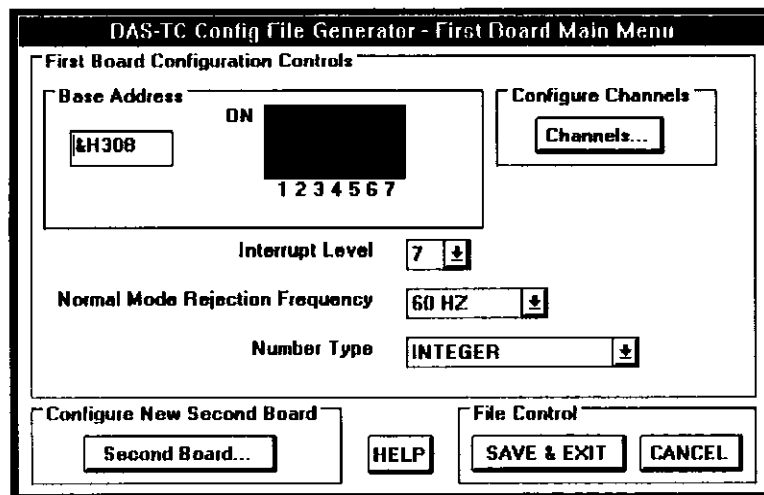 DAS-TC Config File Generator - First Board Main Menu
First Board Configuration Controls
Base Address
Configure Channels
ON
&H308
Channels...
1 2 3 4 5 6 7
Interrupt Level 7
Normal Mode Rejection Frequency 60 HZ
Number Type INTEGER
Configure New Second Board
File Control
Second Board...
HELP
SAVE & EXIT
CANCEL